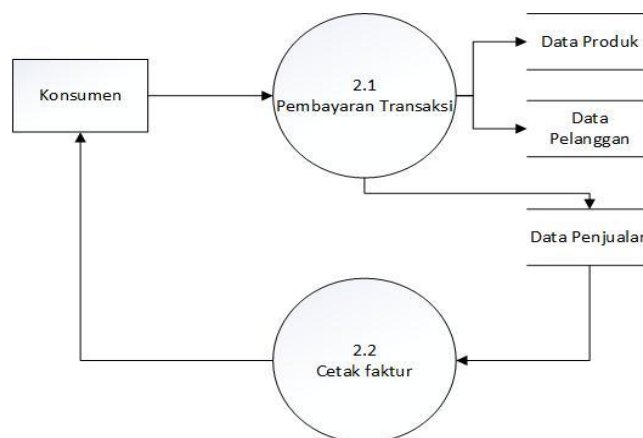 Konsumen
2.1
Pembayaran Transaksi
Data Produk
Data
Pelanggan
Data Penjualan
2.2
Cetak faktur